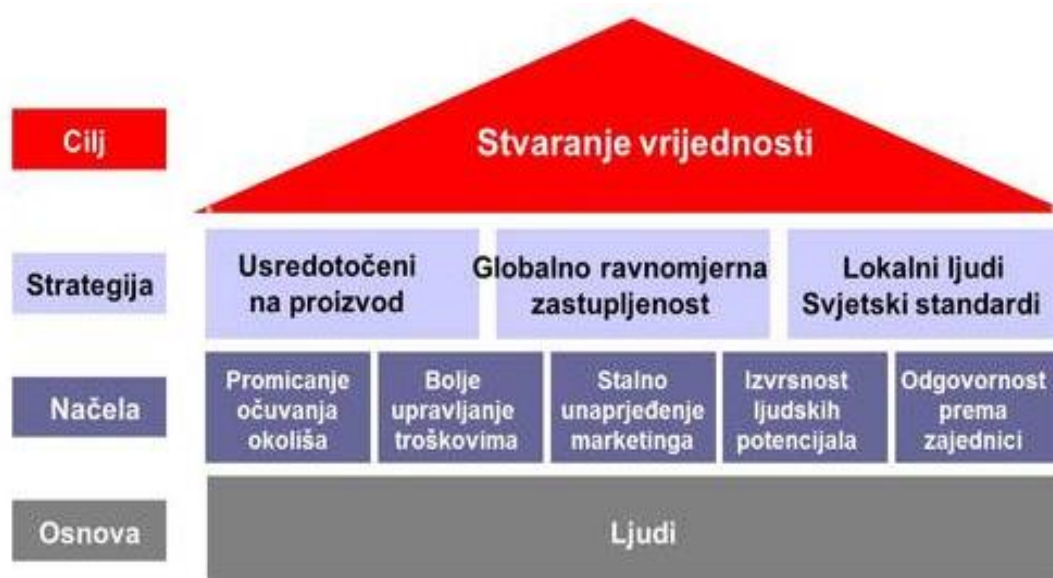 Cilj
Stvaranje vrijednosti
Strategija
Usredotočeni
na proizvod
Globalno ravnomjerna
zastupljenost
Lokalni ljudi
Svjetski standardi
Načela
Promicanje
očuvanja
okoliša
Bolje
upravljanje
troškovima
Stalno
unaprjeđenje
marketinga
Izvrsnost
ljudskih
potencijala
Odgovornost
prema
zajednici
Osnova
Ljudi